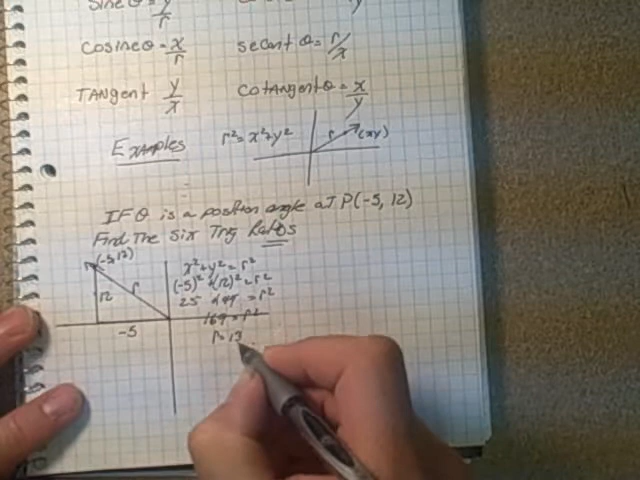 sine θ = y/r
cosine θ = x/r secant θ = r/x
TANgent y/x cotangent θ = x/y
Examples r² = x² + y² r (x y)
IF θ is a position angle at P(-5, 12)
Find The Six Trig Ratios
(-5, 12)
x² + y² = r²
(-5)² + (12)² = r²
12 r 25 + 144 = r²
169 = r²
-5 r = 13